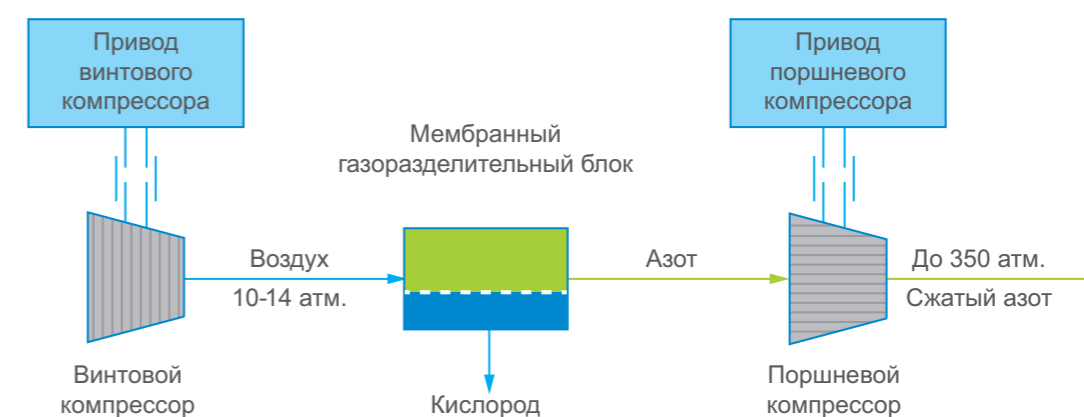 Привод
винтового
компрессора
Привод
поршневого
компрессора
Мембранный
газоразделительный блок
Воздух
10-14 атм.
Азот
До 350 атм.
Сжатый азот
Винтовой
компрессор
Кислород
Поршневой
компрессор